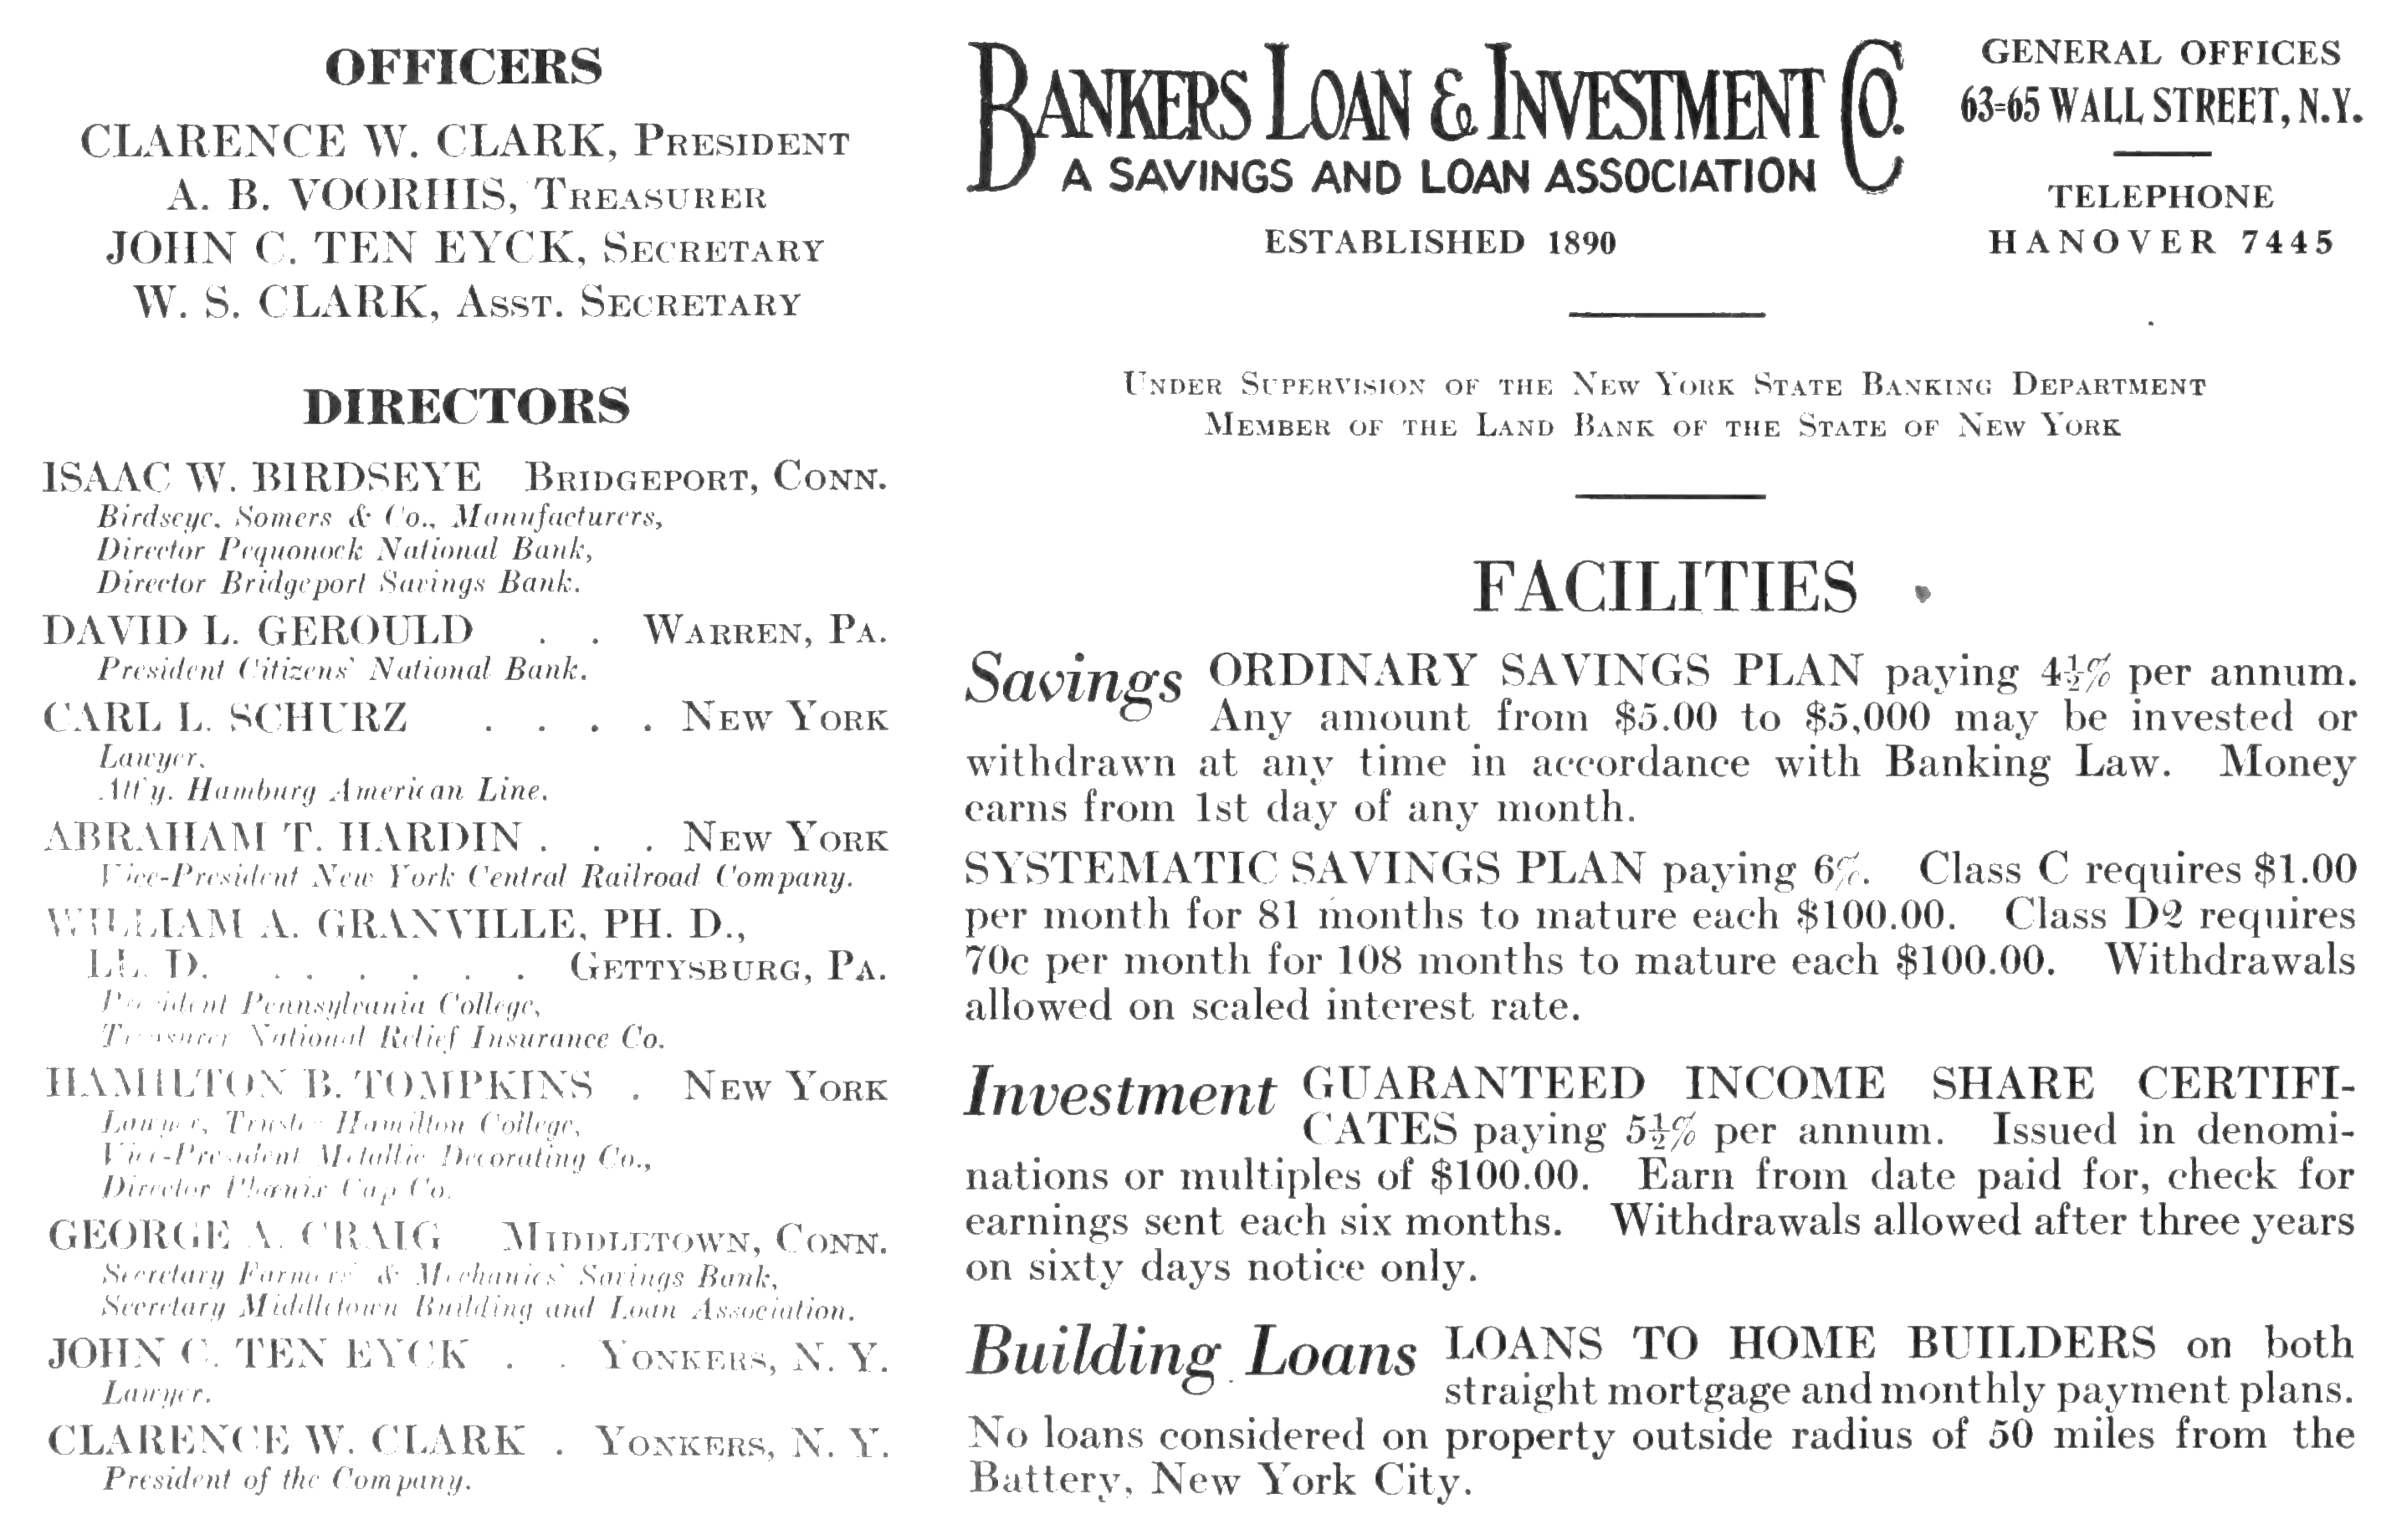 OFFICERS
CLARENCE W. CLARK, PRESIDENT
A. B. VOORHIS, TREASURER
JOHN C. TEN EYCK, SECRETARY
W. S. CLARK, ASST. SECRETARY
DIRECTORS
ISAAC W. BIRDSEYE BRIDGEPORT, CONN.
Birdseye, Somers & Co., Manufacturers,
Director Pequonock National Bank,
Director Bridgeport Savings Bank.
DAVID L. GEROULD . . WARREN, PA.
President Citizens' National Bank.
CARL L. SCHURZ . . . . NEW YORK
Lawyer,
Att'y. Hamburg American Line.
ABRAHAM T. HARDIN . . . NEW YORK
Vice-President New York Central Railroad Company.
WILLIAM A. GRANVILLE, PH. D.,
LL. D. . . . . . . GETTYSBURG, PA.
President Pennsylvania College,
Treasurer National Relief Insurance Co.
HAMILTON B. TOMPKINS . NEW YORK
Lawyer, Trustee Hamilton College,
Vice-President Metallic Decorating Co.,
Director Phœnix Cap Co.
GEORGE A. CRAIG MIDDLETOWN, CONN.
Secretary Farmers' & Mechanics' Savings Bank,
Secretary Middletown Building and Loan Association.
JOHN C. TEN EYCK . . YONKERS, N. Y.
Lawyer.
CLARENCE W. CLARK . YONKERS, N. Y.
President of the Company.
BANKERS LOAN & INVESTMENT CO.
A SAVINGS AND LOAN ASSOCIATION
ESTABLISHED 1890
GENERAL OFFICES
63=65 WALL STREET, N.Y.
TELEPHONE
HANOVER 7445
UNDER SUPERVISION OF THE NEW YORK STATE BANKING DEPARTMENT
MEMBER OF THE LAND BANK OF THE STATE OF NEW YORK
FACILITIES
Savings ORDINARY SAVINGS PLAN paying 4½% per annum.
Any amount from $5.00 to $5,000 may be invested or
withdrawn at any time in accordance with Banking Law. Money
earns from 1st day of any month.
SYSTEMATIC SAVINGS PLAN paying 6%. Class C requires $1.00
per month for 81 months to mature each $100.00. Class D2 requires
70c per month for 108 months to mature each $100.00. Withdrawals
allowed on scaled interest rate.
Investment GUARANTEED INCOME SHARE CERTIFI-
CATES paying 5½% per annum. Issued in denomi-
nations or multiples of $100.00. Earn from date paid for, check for
earnings sent each six months. Withdrawals allowed after three years
on sixty days notice only.
Building Loans LOANS TO HOME BUILDERS on both
straight mortgage and monthly payment plans.
No loans considered on property outside radius of 50 miles from the
Battery, New York City.